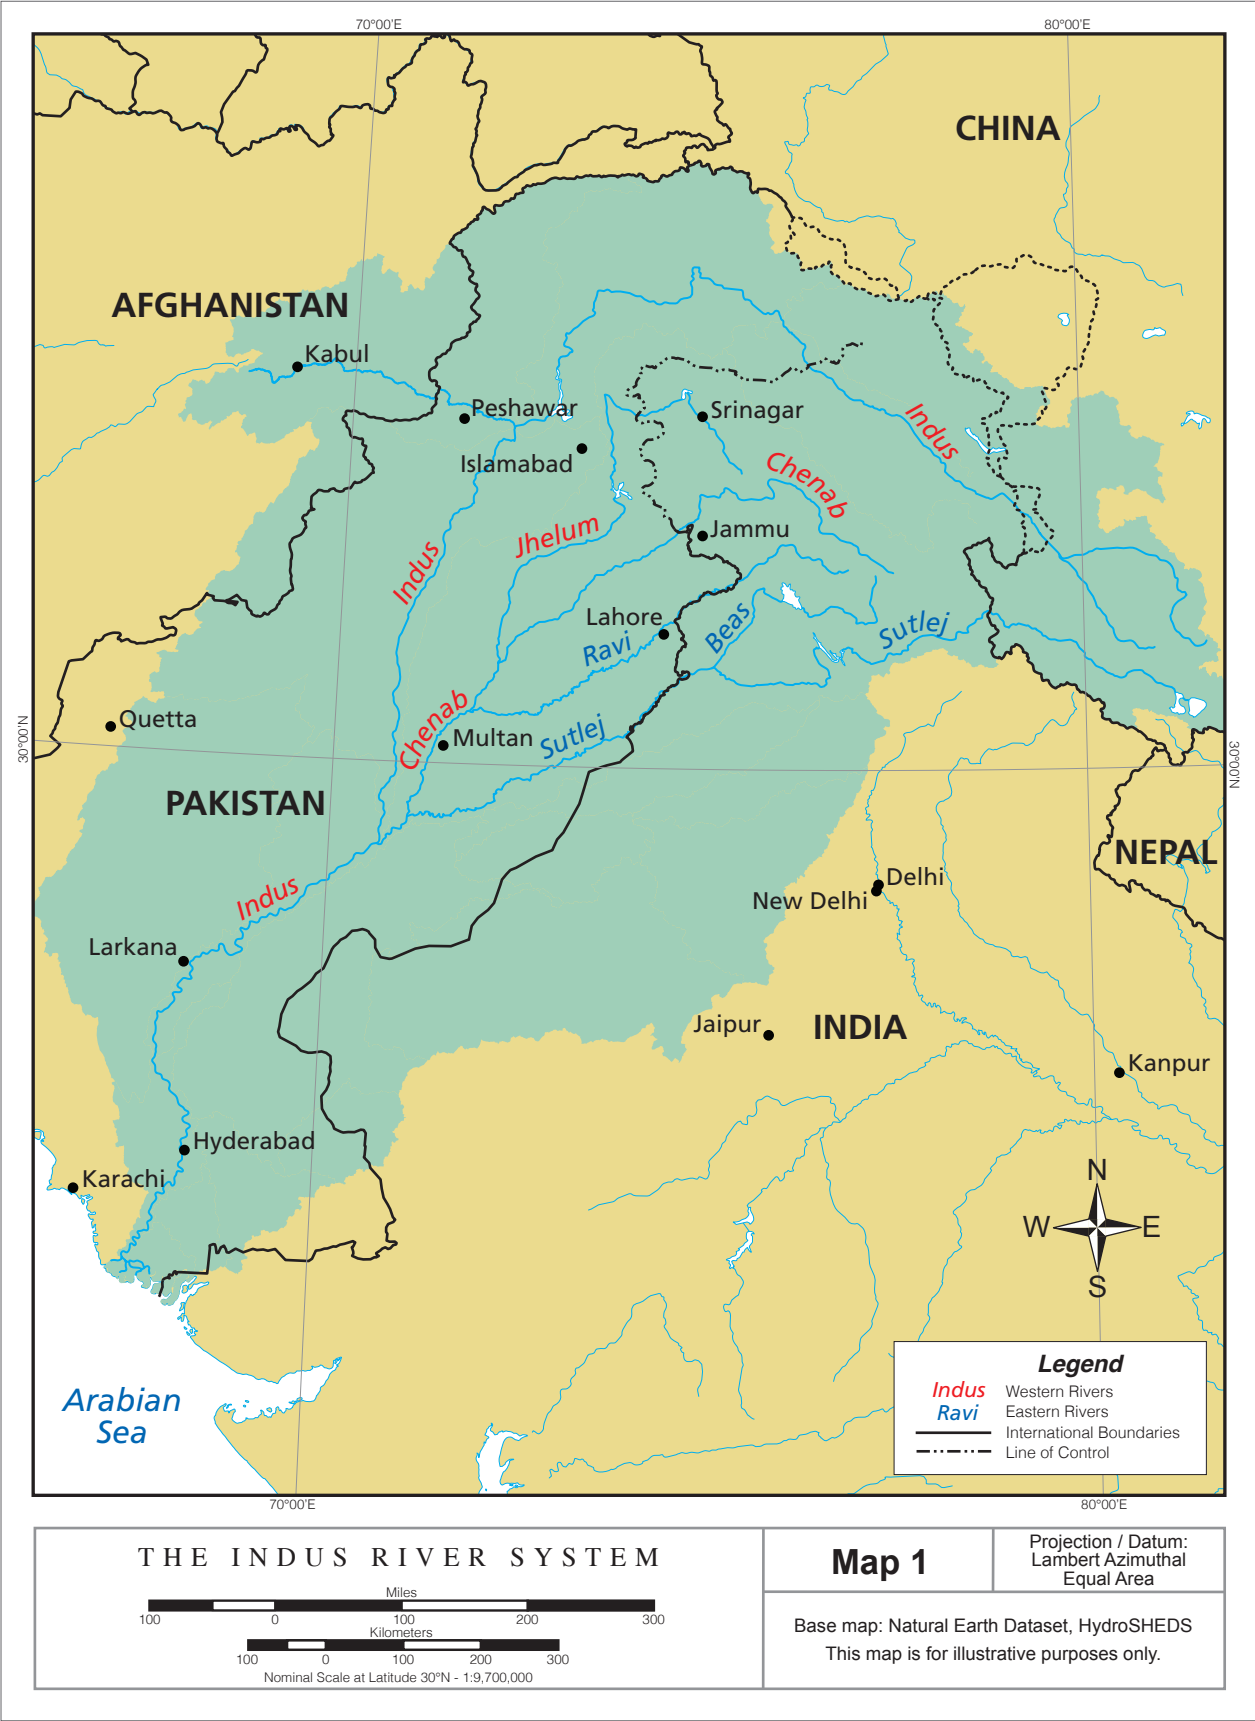 70°00'E
80°00'E
CHINA
AFGHANISTAN
Kabul
Peshawar
Srinagar
Indus
Islamabad
Chenab
Jhelum
Jammu
Indus
Lahore
Beas
Sutlej
Ravi
Quetta
Chenab
Multan
Sutlej
30°00'N
30°00'N
PAKISTAN
NEPAL
Indus
Delhi
New Delhi
Larkana
Jaipur
INDIA
Kanpur
Hyderabad
Karachi
N
W
E
S
Arabian
Sea
Legend
Indus Western Rivers
Ravi Eastern Rivers
International Boundaries
Line of Control
70°00'E
80°00'E
THE INDUS RIVER SYSTEM
Miles
100 0 100 200 300
Kilometers
100 0 100 200 300
Nominal Scale at Latitude 30°N - 1:9,700,000
Map 1
Projection / Datum:
Lambert Azimuthal
Equal Area
Base map: Natural Earth Dataset, HydroSHEDS
This map is for illustrative purposes only.